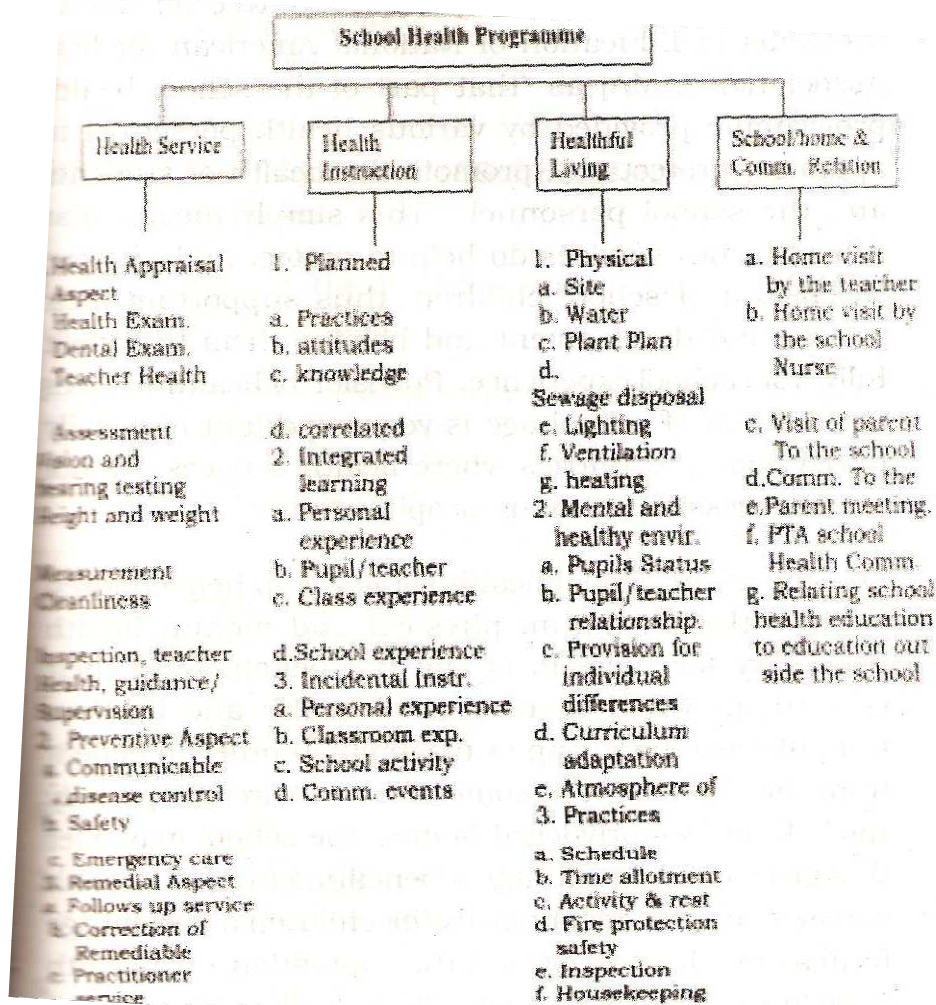 School Health Programme
Health Service
Health
Instruction
Healthful
Living
School/home &
Comm. Relation
Health Appraisal
Aspect
Health Exam.
Dental Exam.
Teacher Health
Assessment
and
testing
and weight
Measurement
Cleanliness
Inspection, teacher
Health, guidance/
Supervision
2. Preventive Aspect
a. Communicable
disease control
b. Safety
c. Emergency care
3. Remedial Aspect
a. Follows up service
b. Correction of
Remediable
c. Practitioner
service
1. Planned
a. Practices
b. attitudes
c. knowledge
d. correlated
2. Integrated
learning
a. Personal
experience
b. Pupil/teacher
c. Class experience
d.School experience
3. Incidental Instr.
a. Personal experience
b. Classroom exp.
c. School activity
d. Comm. events
1. Physical
a. Site
b. Water
c. Plant Plan
d.
Sewage disposal
e. Lighting
f. Ventilation
g. heating
2. Mental and
healthy envir.
a. Pupils Status
b. Pupil/teacher
relationship.
c. Provision for
individual
differences
d. Curriculum
adaptation
e. Atmosphere of
3. Practices
a. Schedule
b. Time allotment
c. Activity & rest
d. Fire protection
safety
e. Inspection
f. Housekeeping
a. Home visit
by the teacher
b. Home visit by
the school
Nurse
c. Visit of parent
To the school
d.Comm. To the
e.Parent meeting.
f. PTA school
Health Comm.
g. Relating school
health education
to education out
side the school